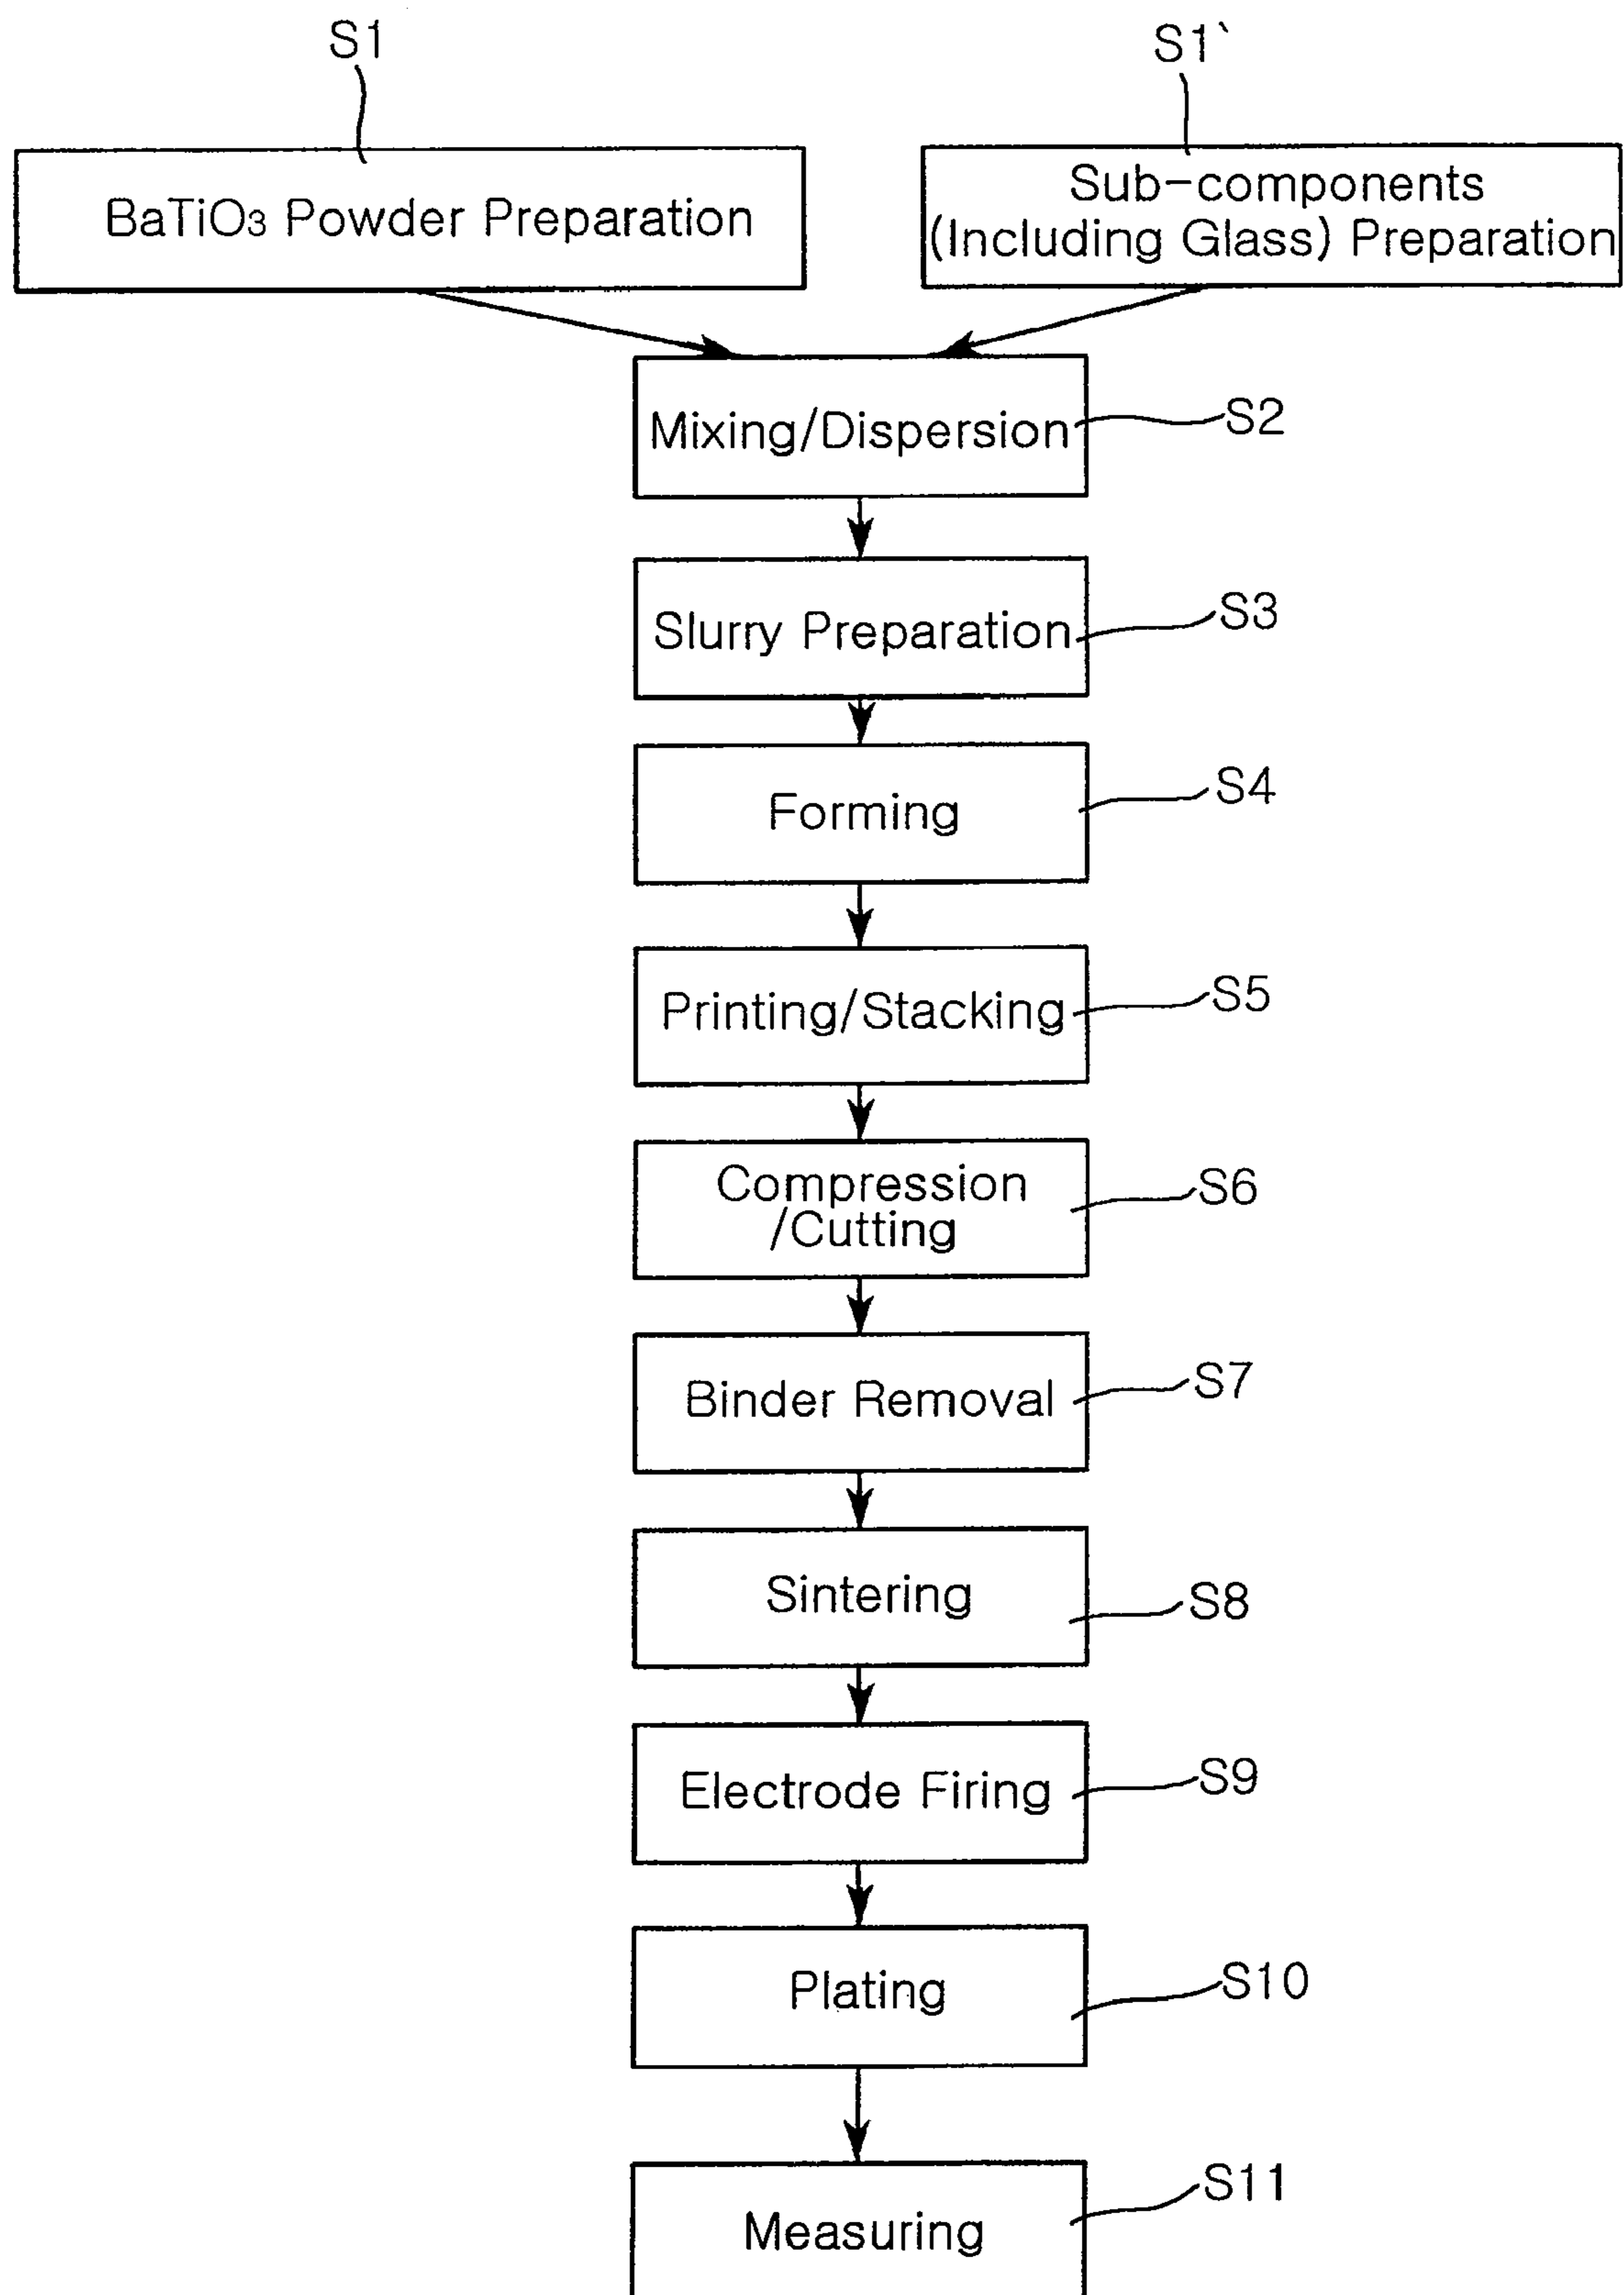 S1
S1`
BaTiO₃ Powder Preparation
Sub-components
(Including Glass) Preparation
Mixing/Dispersion
S2
Slurry Preparation
S3
Forming
S4
Printing/Stacking
S5
Compression
/Cutting
S6
Binder Removal
S7
Sintering
S8
Electrode Firing
S9
Plating
S10
Measuring
S11